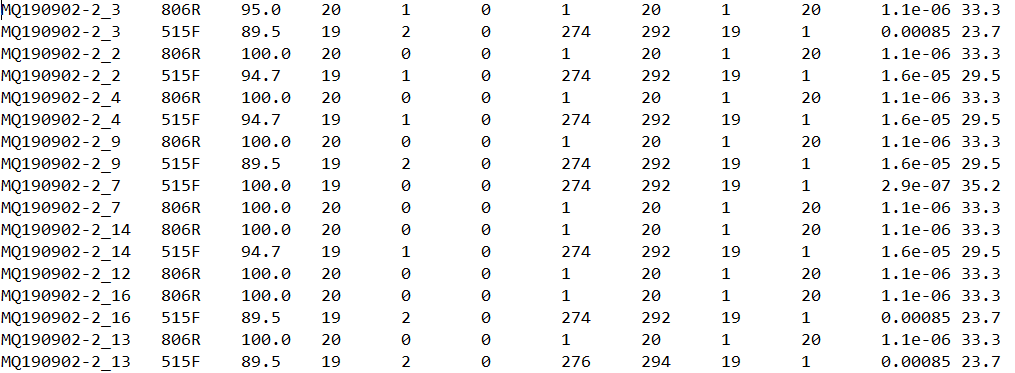 MQ190902-2_3 806R 95.0 20 1 0 1 20 1 20 1.1e-06 33.3
MQ190902-2_3 515F 89.5 19 2 0 274 292 19 1 0.00085 23.7
MQ190902-2_2 806R 100.0 20 0 0 1 20 1 20 1.1e-06 33.3
MQ190902-2_2 515F 94.7 19 1 0 274 292 19 1 1.6e-05 29.5
MQ190902-2_4 806R 100.0 20 0 0 1 20 1 20 1.1e-06 33.3
MQ190902-2_4 515F 94.7 19 1 0 274 292 19 1 1.6e-05 29.5
MQ190902-2_9 806R 100.0 20 0 0 1 20 1 20 1.1e-06 33.3
MQ190902-2_9 515F 89.5 19 2 0 274 292 19 1 1.6e-05 29.5
MQ190902-2_7 515F 100.0 19 0 0 274 292 19 1 2.9e-07 35.2
MQ190902-2_7 806R 100.0 20 0 0 1 20 1 20 1.1e-06 33.3
MQ190902-2_14 806R 100.0 20 0 0 1 20 1 20 1.1e-06 33.3
MQ190902-2_14 515F 94.7 19 1 0 274 292 19 1 1.6e-05 29.5
MQ190902-2_12 806R 100.0 20 0 0 1 20 1 20 1.1e-06 33.3
MQ190902-2_16 806R 100.0 20 0 0 1 20 1 20 1.1e-06 33.3
MQ190902-2_16 515F 89.5 19 2 0 274 292 19 1 0.00085 23.7
MQ190902-2_13 806R 100.0 20 0 0 1 20 1 20 1.1e-06 33.3
MQ190902-2_13 515F 89.5 19 2 0 276 294 19 1 0.00085 23.7